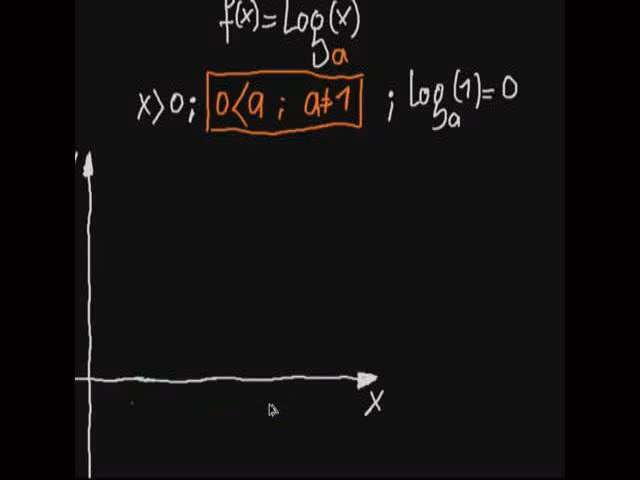 f(x)=Log a(x)
x>0; 0<a ; a≠1 ; Log a(1)=0
x